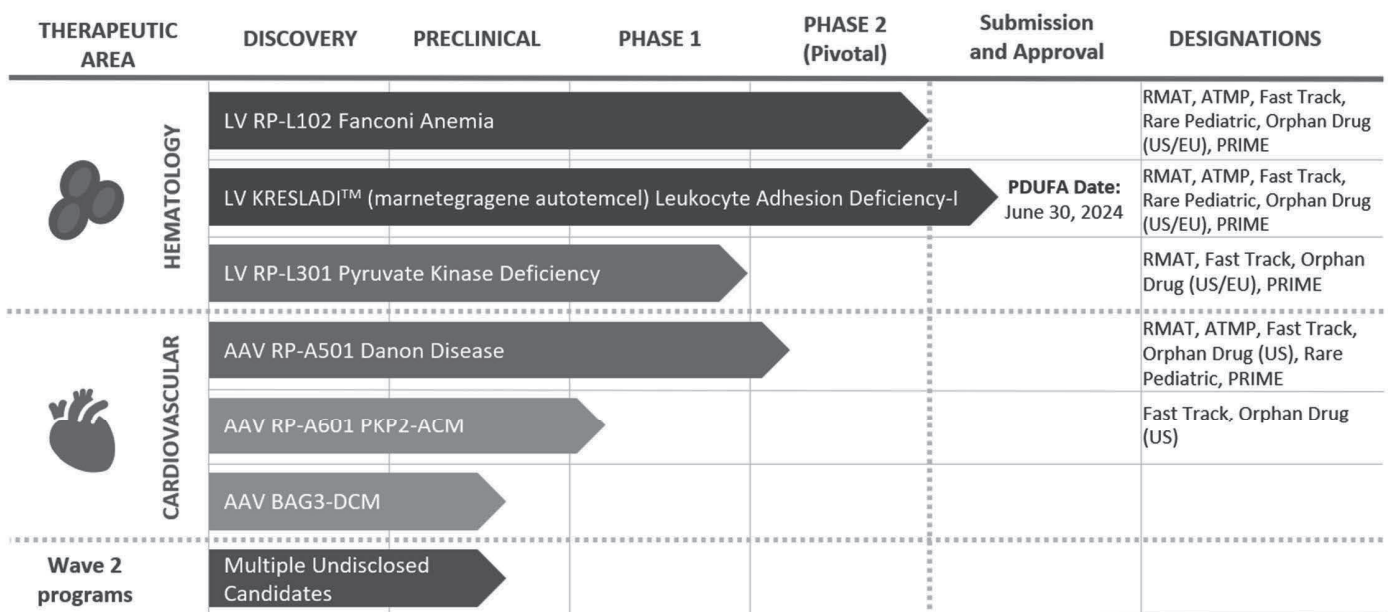 THERAPEUTIC
AREA
DISCOVERY
PRECLINICAL
PHASE 1
PHASE 2
(Pivotal)
Submission
and Approval
DESIGNATIONS
HEMATOLOGY
LV RP-L102 Fanconi Anemia
RMAT, ATMP, Fast Track,
Rare Pediatric, Orphan Drug
(US/EU), PRIME
LV KRESLADI™ (marnetegragene autotemcel) Leukocyte Adhesion Deficiency-I
PDUFA Date:
June 30, 2024
RMAT, ATMP, Fast Track,
Rare Pediatric, Orphan Drug
(US/EU), PRIME
LV RP-L301 Pyruvate Kinase Deficiency
RMAT, Fast Track, Orphan
Drug (US/EU), PRIME
CARDIOVASCULAR
AAV RP-A501 Danon Disease
RMAT, ATMP, Fast Track,
Orphan Drug (US), Rare
Pediatric, PRIME
AAV RP-A601 PKP2-ACM
Fast Track, Orphan Drug
(US)
AAV BAG3-DCM
Wave 2
programs
Multiple Undisclosed
Candidates